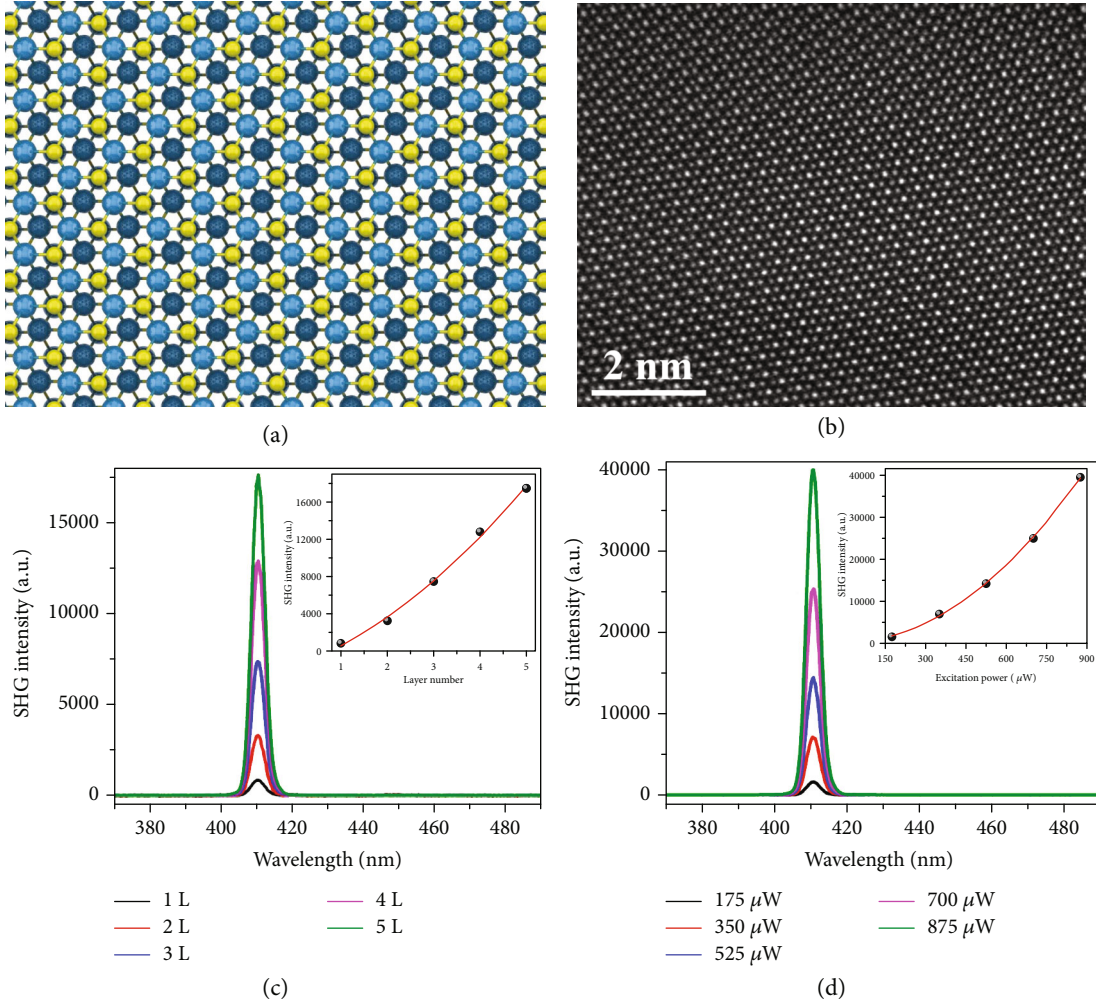 2 nm
(a)
(b)
SHG intensity (a.u.)
15000
10000
5000
0
380
400
420
440
460
480
Wavelength (nm)
SHG intensity (a.u.)
16000
12000
8000
4000
0
1
2
3
4
5
Layer number
1 L
2 L
3 L
4 L
5 L
(c)
SHG intensity (a.u.)
40000
30000
20000
10000
0
380
400
420
440
460
480
Wavelength (nm)
SHG intensity (a.u.)
40000
30000
20000
10000
0
150
300
450
600
750
900
Excitation power ( μW)
175 μW
350 μW
525 μW
700 μW
875 μW
(d)